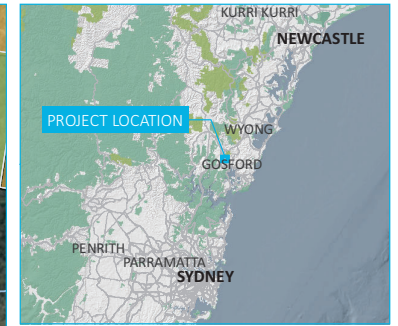 KURRI KURRI
NEWCASTLE
PROJECT LOCATION
WYONG
GOSFORD
PENRITH
PARRAMATTA
SYDNEY